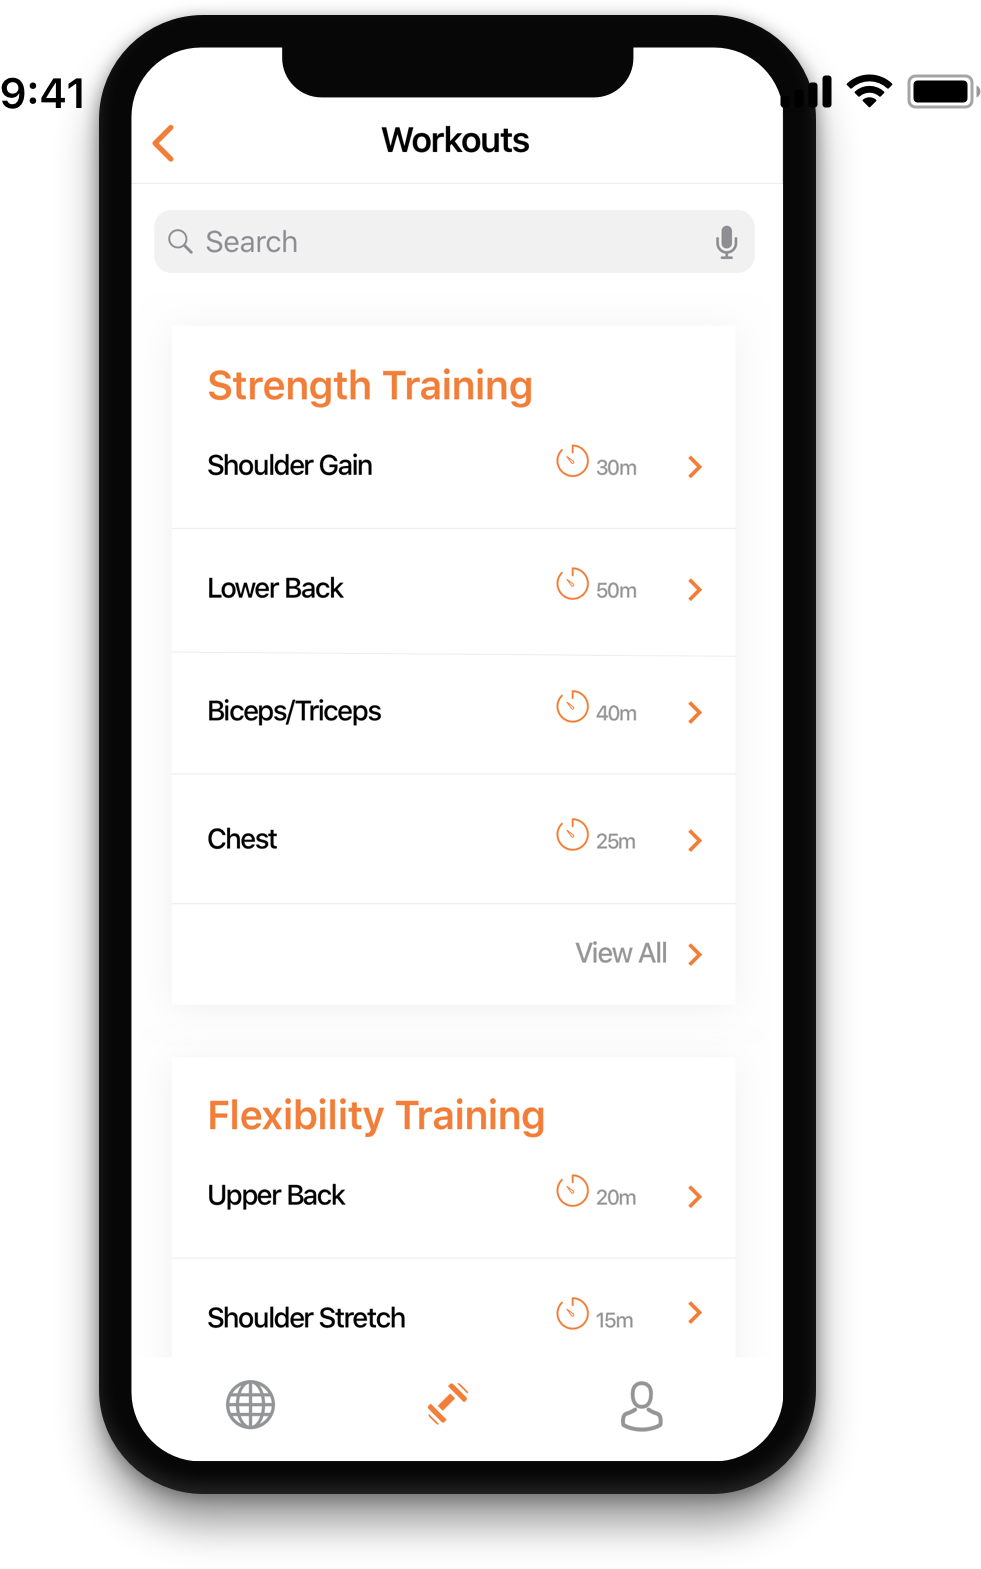 9:41
Workouts
Search
Strength Training
Shoulder Gain 30m
Lower Back 50m
Biceps/Triceps 40m
Chest 25m
View All
Flexibility Training
Upper Back 20m
Shoulder Stretch 15m